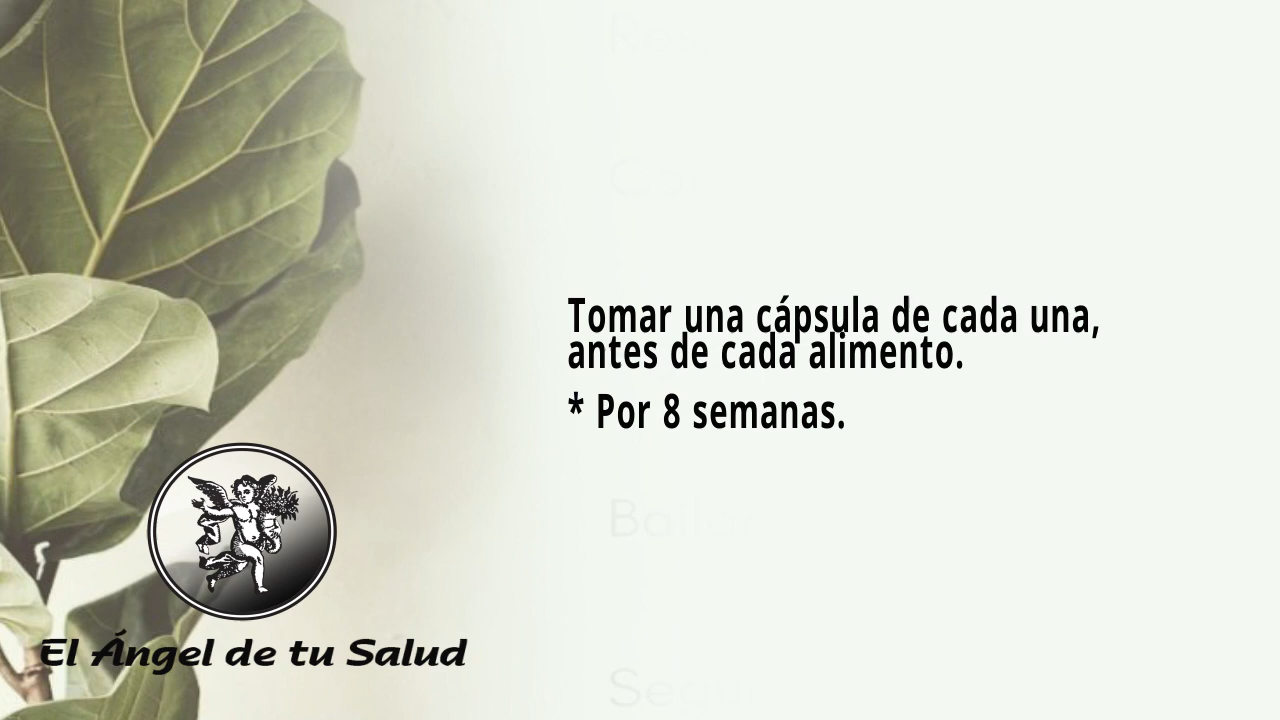 Tomar una cápsula de cada una,
antes de cada alimento.
* Por 8 semanas.
El Ángel de tu Salud